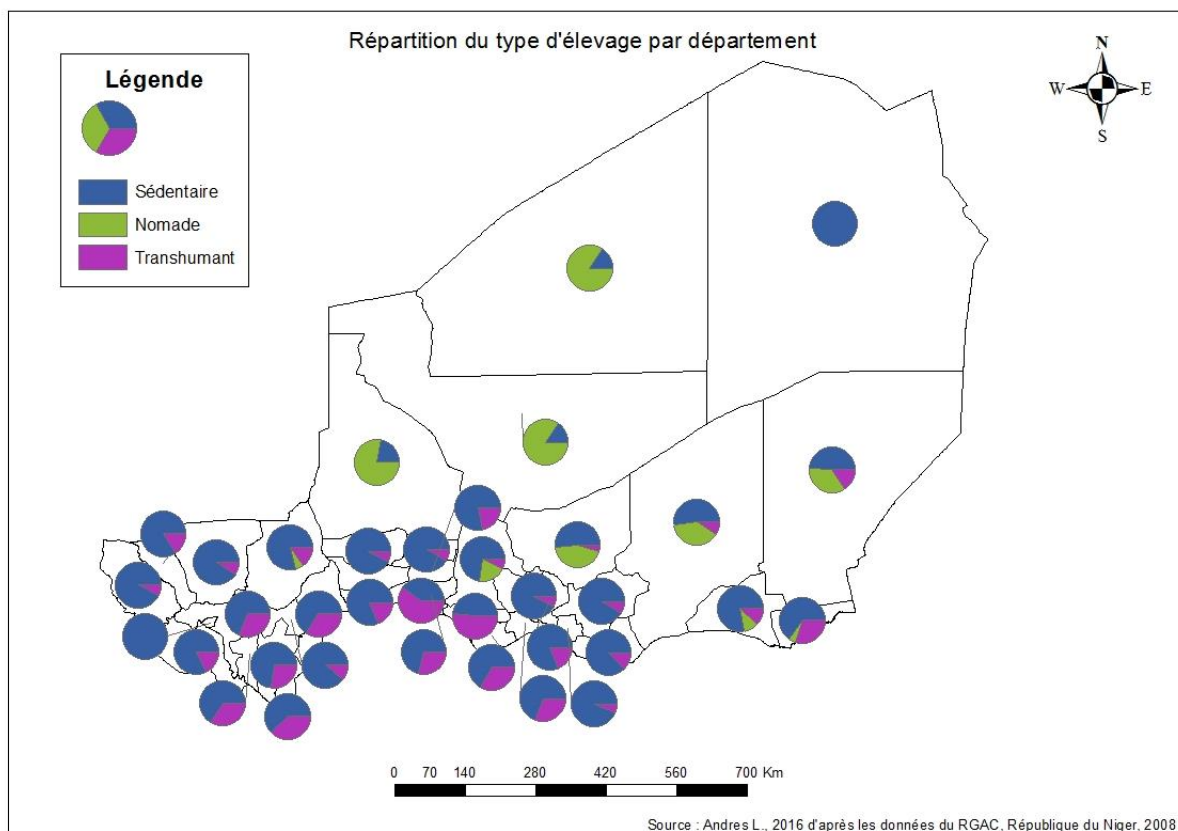 Répartition du type d'élevage par département
Légende
Sédentaire
Nomade
Transhumant
N
W E
S
0 70 140 280 420 560 700 Km
Source : Andres L., 2016 d'après les données du RGAC, République du Niger, 2008